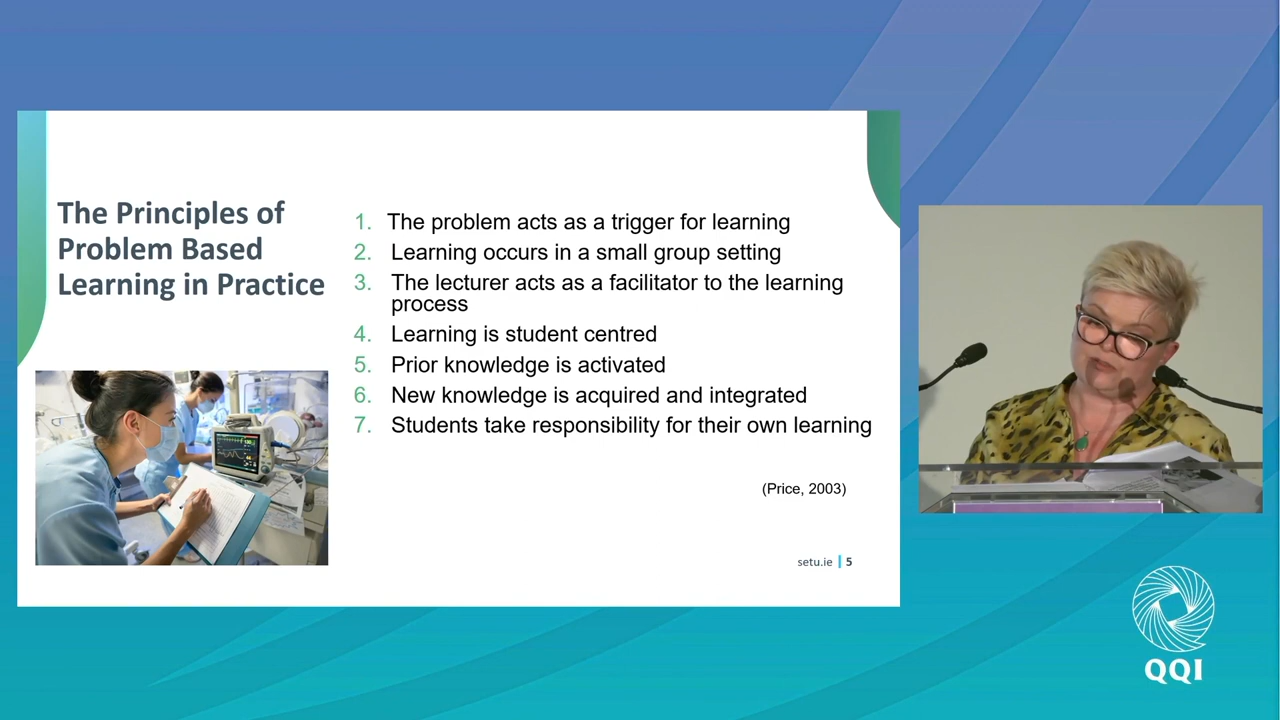 The Principles of
Problem Based
Learning in Practice
1. The problem acts as a trigger for learning
2. Learning occurs in a small group setting
3. The lecturer acts as a facilitator to the learning
process
4. Learning is student centred
5. Prior knowledge is activated
6. New knowledge is acquired and integrated
7. Students take responsibility for their own learning
(Price, 2003)
setu.ie | 5
QQI